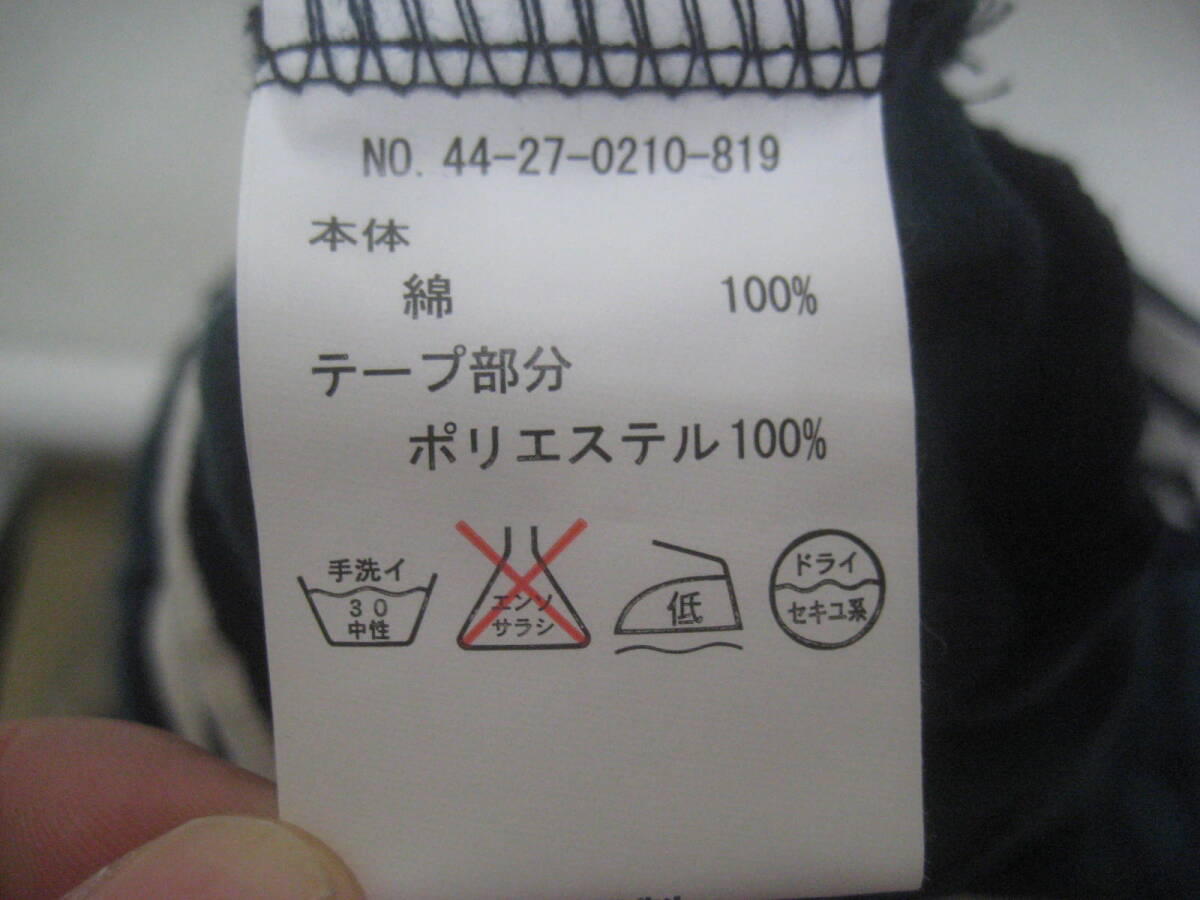 NO. 44-27-0210-819
本体
綿 100%
テープ部分
ポリエステル100%
手洗イ
30
中性
エンソ
サラシ
低
ドライ
セキユ系